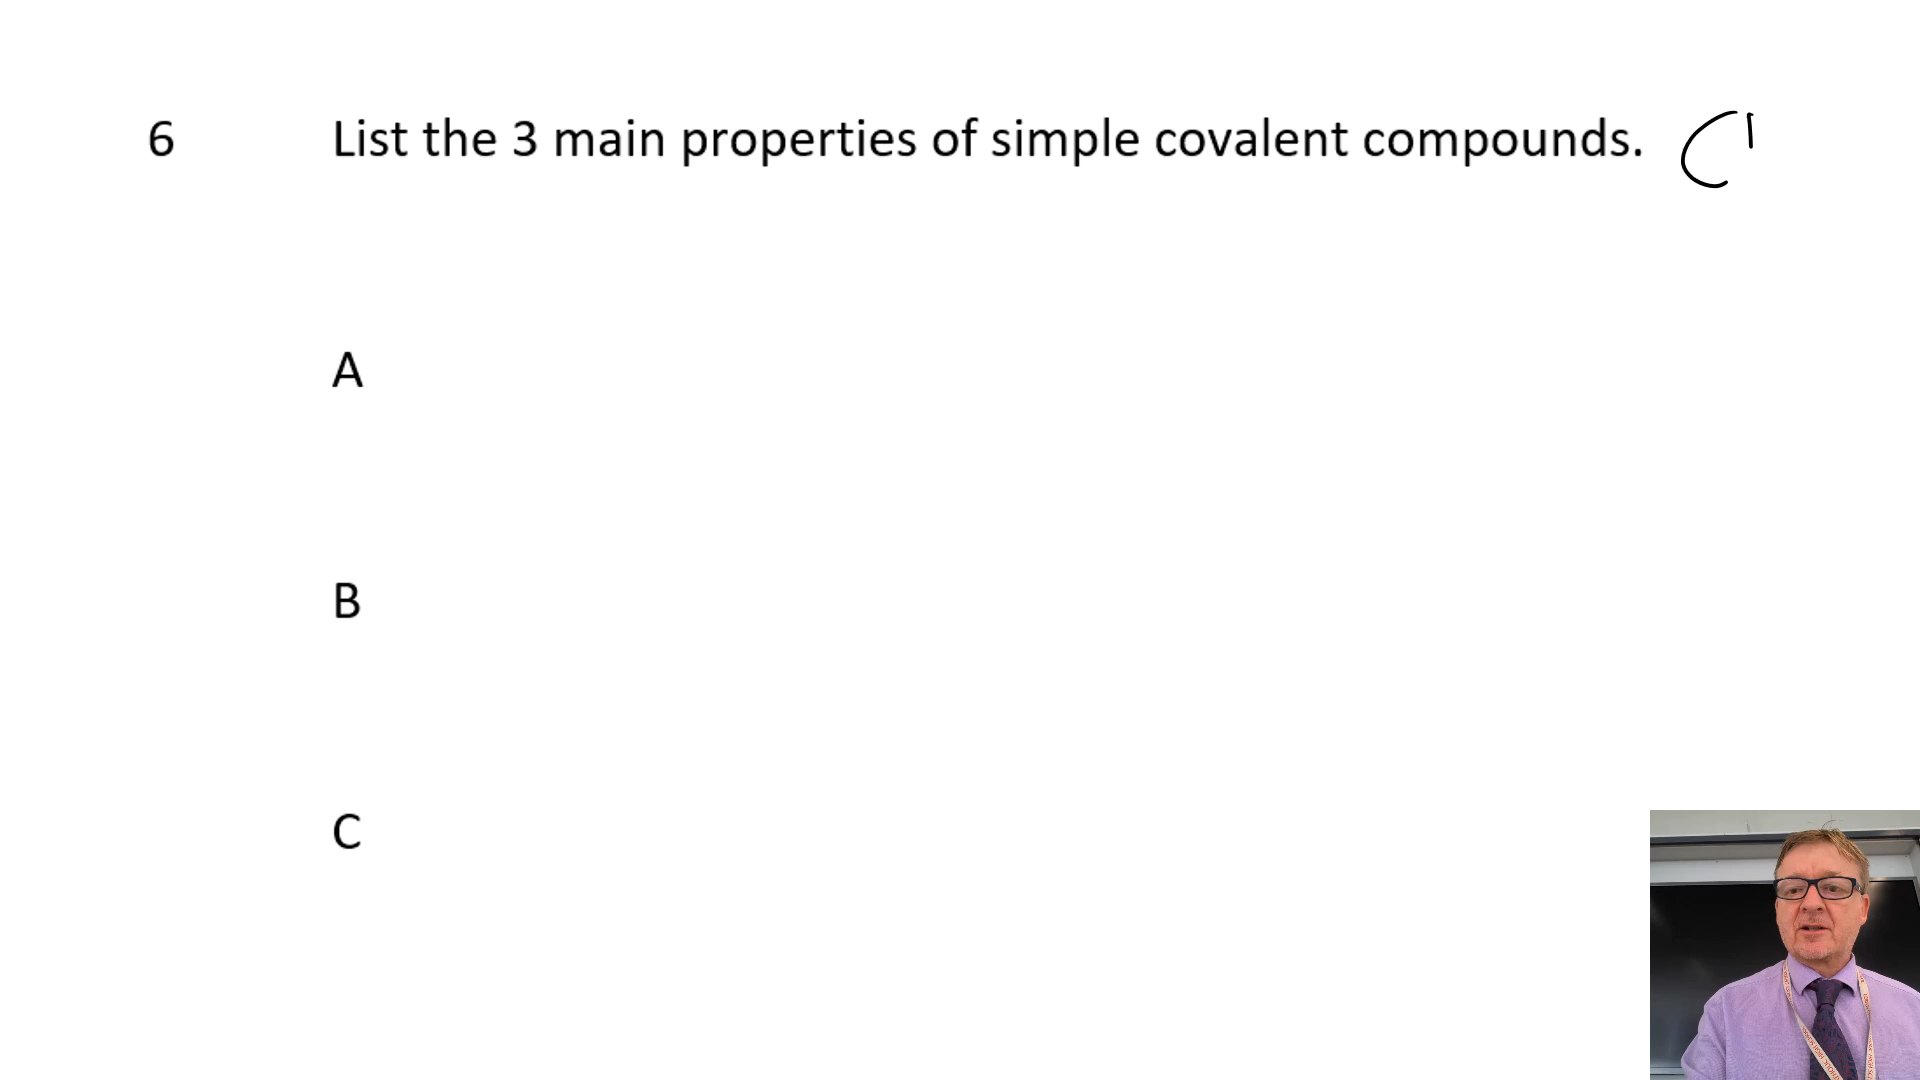 6 List the 3 main properties of simple covalent compounds. C
A
B
C